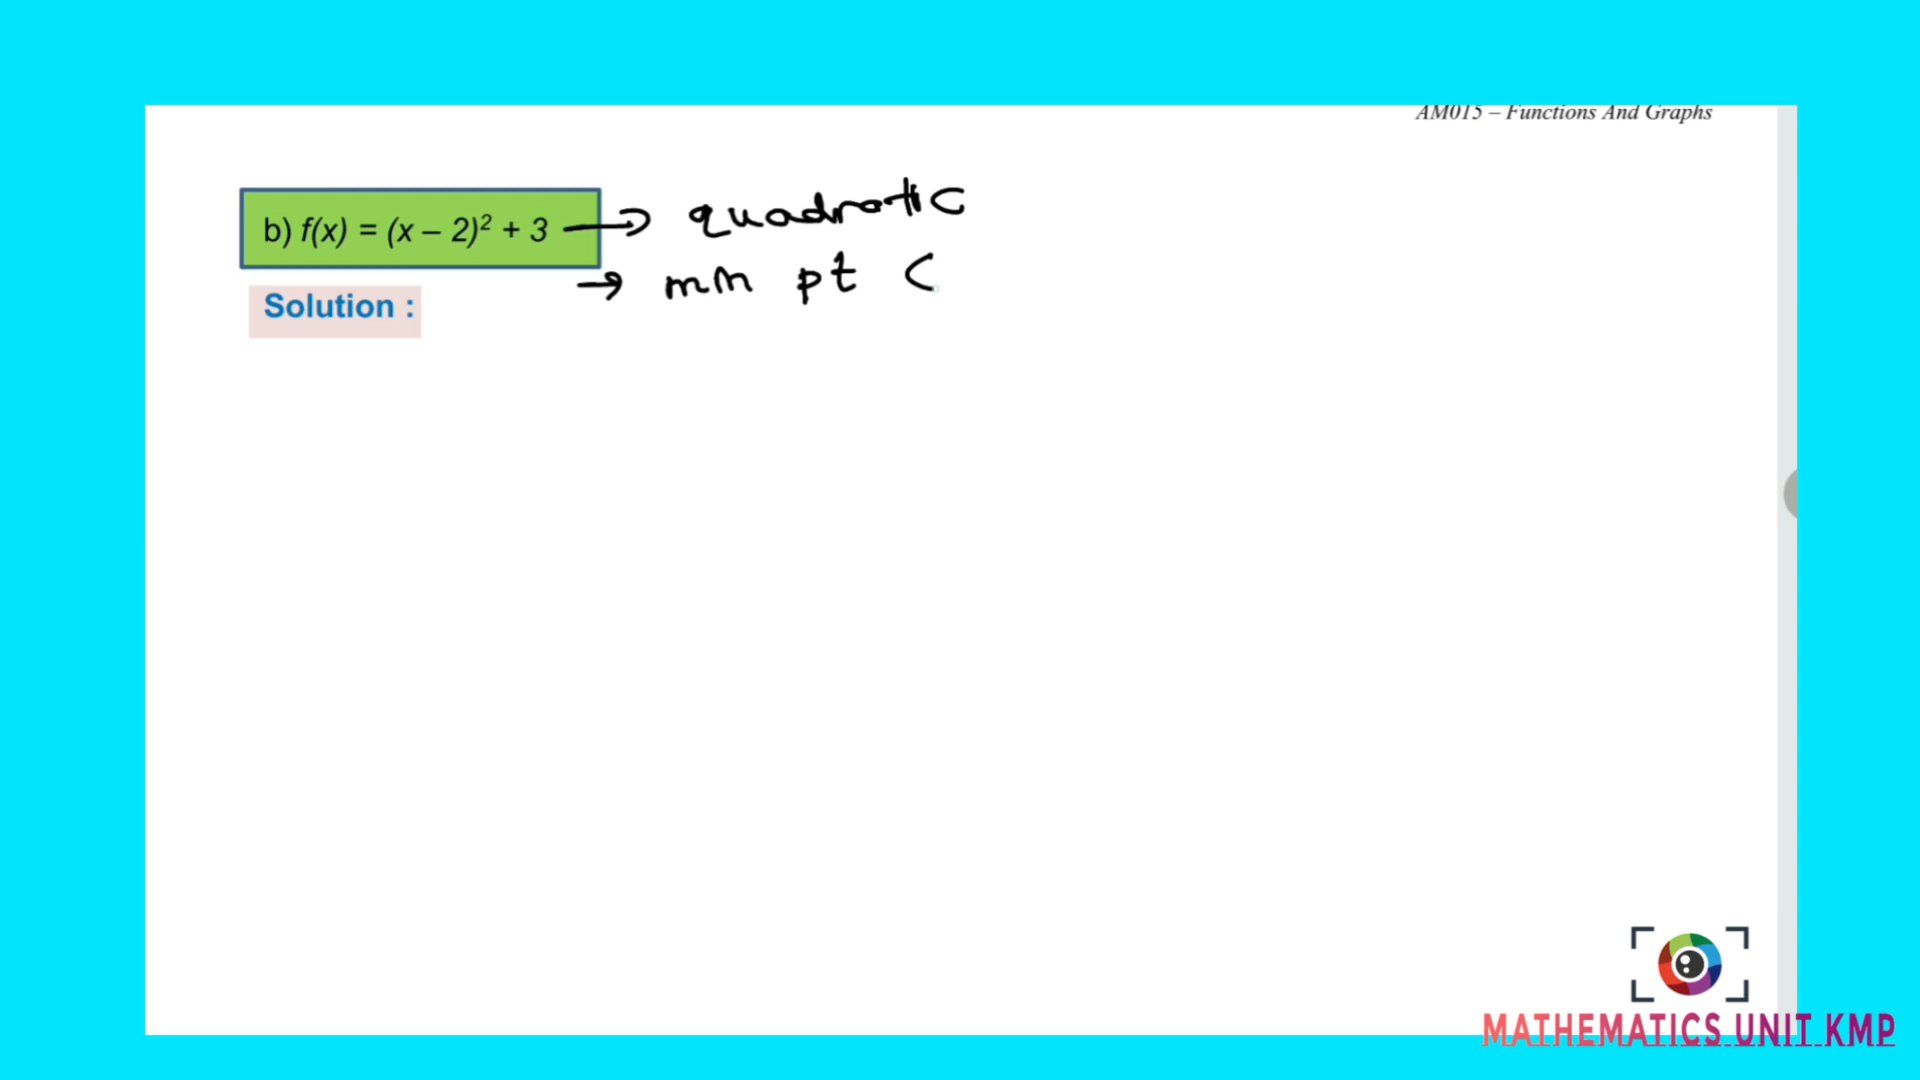 AM015 – Functions And Graphs
b) f(x) = (x – 2)² + 3 → quadratic
→ min pt (
Solution :
MATHEMATICS UNIT KMP